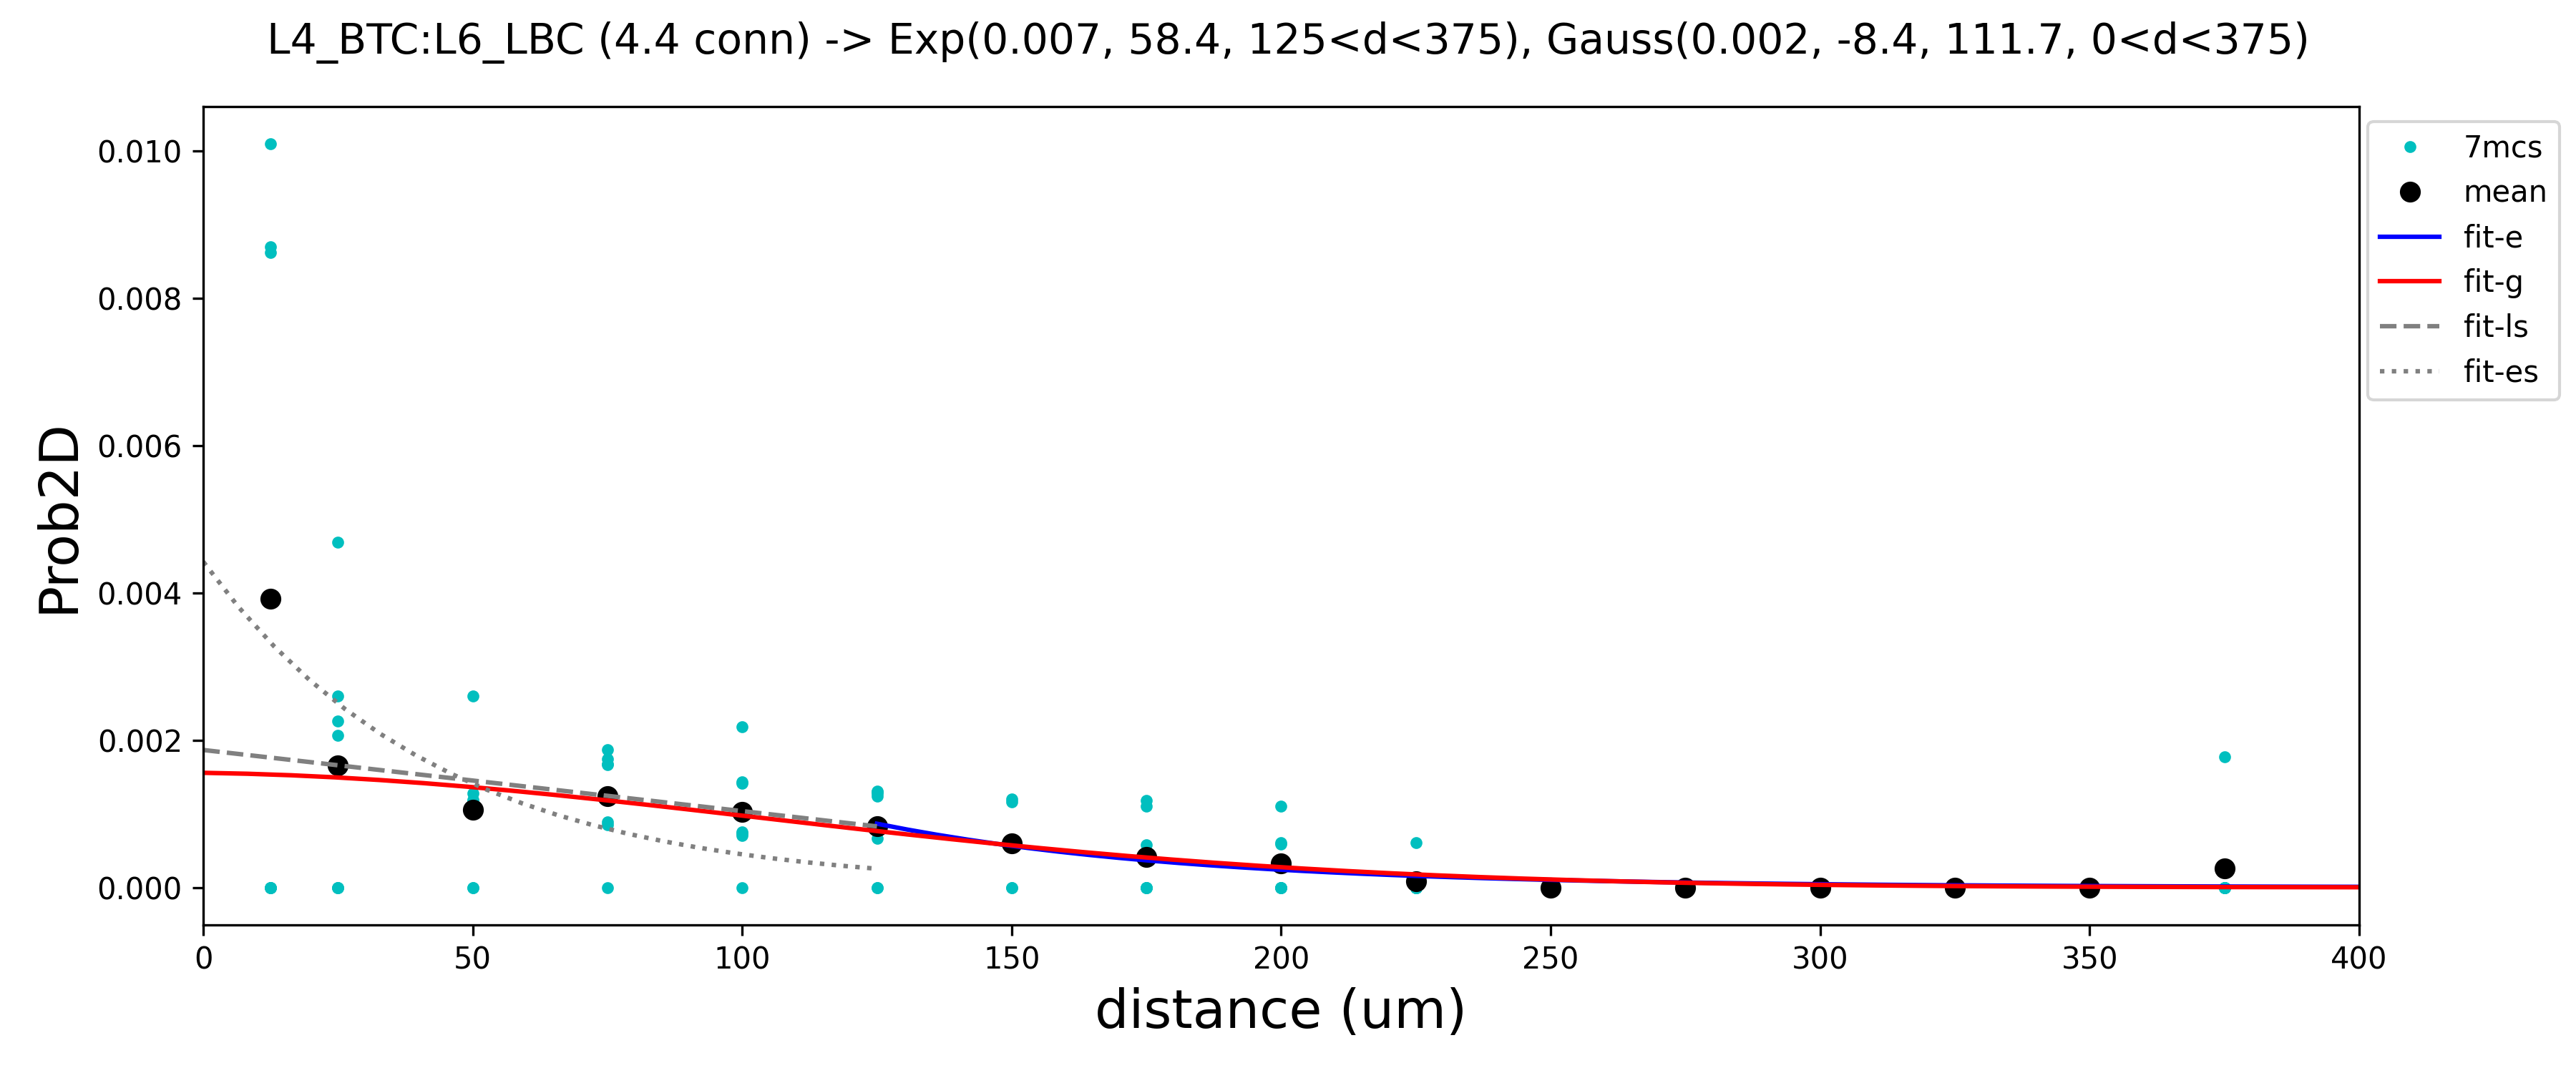 L4_BTC:L6_LBC (4.4 conn) -> Exp(0.007, 58.4, 125<d<375), Gauss(0.002, -8.4, 111.7, 0<d<375)
0.010
0.008
0.006
0.004
0.002
0.000
Prob2D
0 50 100 150 200 250 300 350 400
distance (um)
7mcs
mean
fit-e
fit-g
fit-ls
fit-es